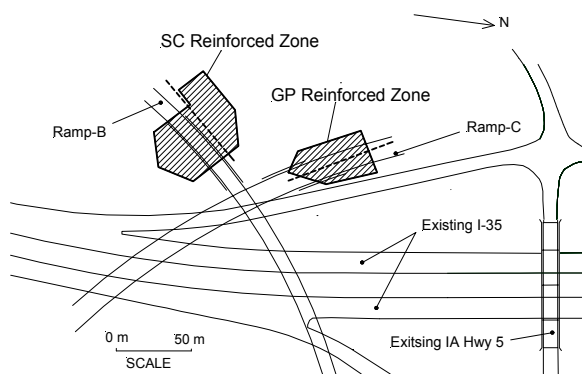 N
SC Reinforced Zone
GP Reinforced Zone
Ramp-B
Ramp-C
Existing I-35
Exitsing IA Hwy 5
0 m 50 m
SCALE